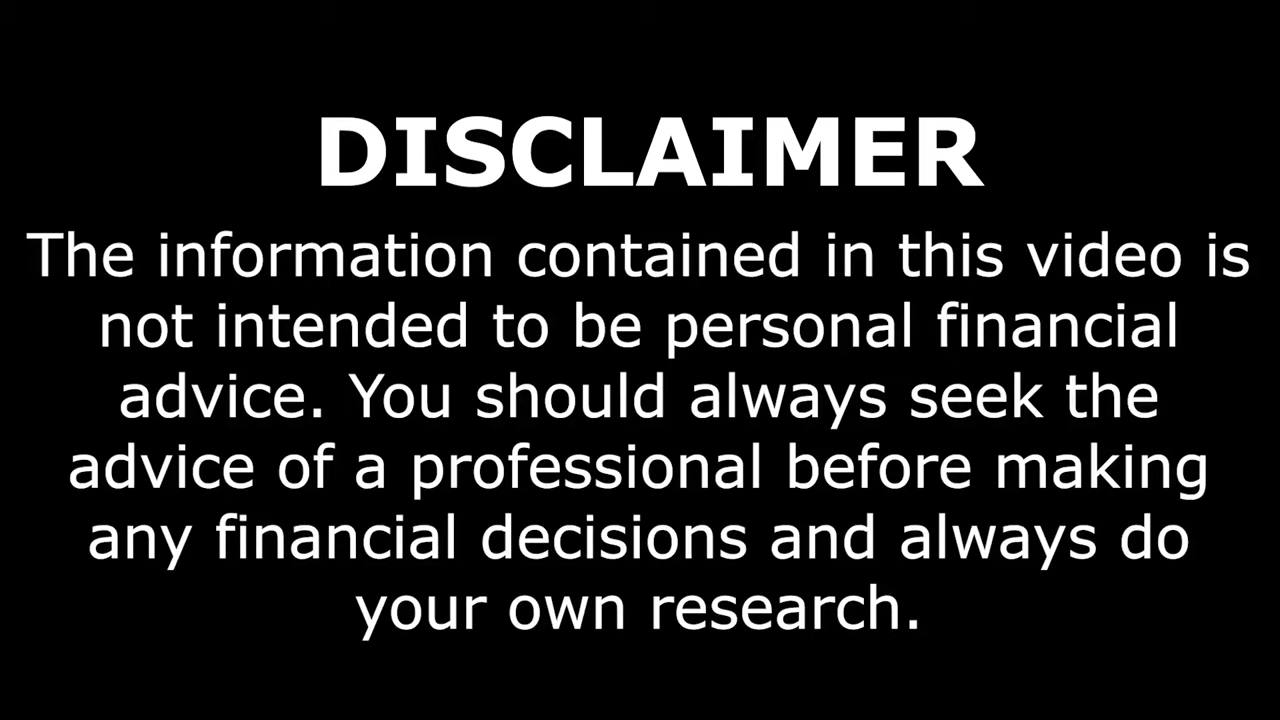 DISCLAIMER
The information contained in this video is
not intended to be personal financial
advice. You should always seek the
advice of a professional before making
any financial decisions and always do
your own research.